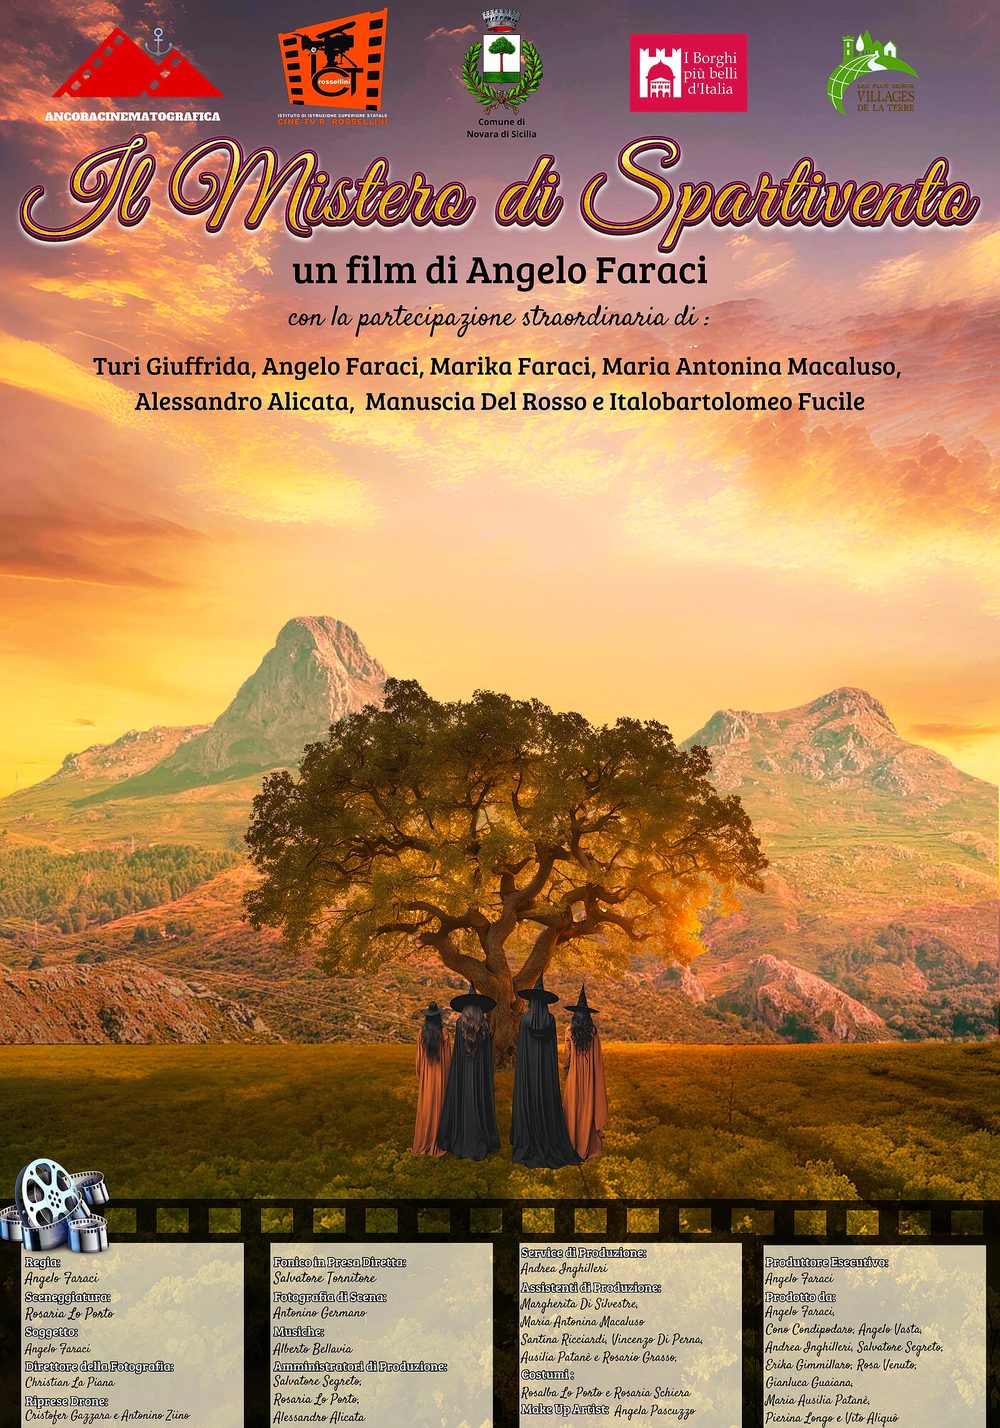 ANCORACINEMATOGRAFICA
rossellini
ISTITUTO DI ISTRUZIONE SUPERIORE STATALE
CINE-TV R. ROSSELLINI
Comune di
Novara di Sicilia
I Borghi
più belli
d'Italia
LES PLUS BEAUX
VILLAGES
DE LA TERRE
Il Mistero di Spartivento
un film di Angelo Faraci
con la partecipazione straordinaria di :
Turi Giuffrida, Angelo Faraci, Marika Faraci, Maria Antonina Macaluso,
Alessandro Alicata, Manuscia Del Rosso e Italobartolomeo Fucile
Regia:
Angelo Faraci
Sceneggiatura:
Rosaria Lo Porto
Soggetto:
Angelo Faraci
Direttore della Fotografia:
Christian La Piana
Riprese Drone:
Cristofer Gazzara e Antonino Ziino
Fonico in Presa Diretta:
Salvatore Tornitore
Fotografia di Scena:
Antonino Germano
Musiche:
Alberto Bellavia
Amministratori di Produzione:
Salvatore Segreto,
Rosaria Lo Porto,
Alessandro Alicata
Service di Produzione:
Andrea Inghilleri
Assistenti di Produzione:
Margherita Di Silvestre,
Maria Antonina Macaluso
Santina Ricciardi, Vincenzo Di Perna,
Ausilia Patanè e Rosario Grasso,
Costumi :
Rosalba Lo Porto e Rosaria Schiera
Make Up Artist: Angela Pascuzzo
Produttore Esecutivo:
Angelo Faraci
Prodotto da:
Angelo Faraci,
Cono Condipodaro, Angelo Vasta,
Andrea Inghilleri, Salvatore Segreto,
Erika Gimmillaro, Rosa Venuto,
Gianluca Guaiana,
Maria Ausilia Patanè,
Pierina Longo e Vito Aliquò